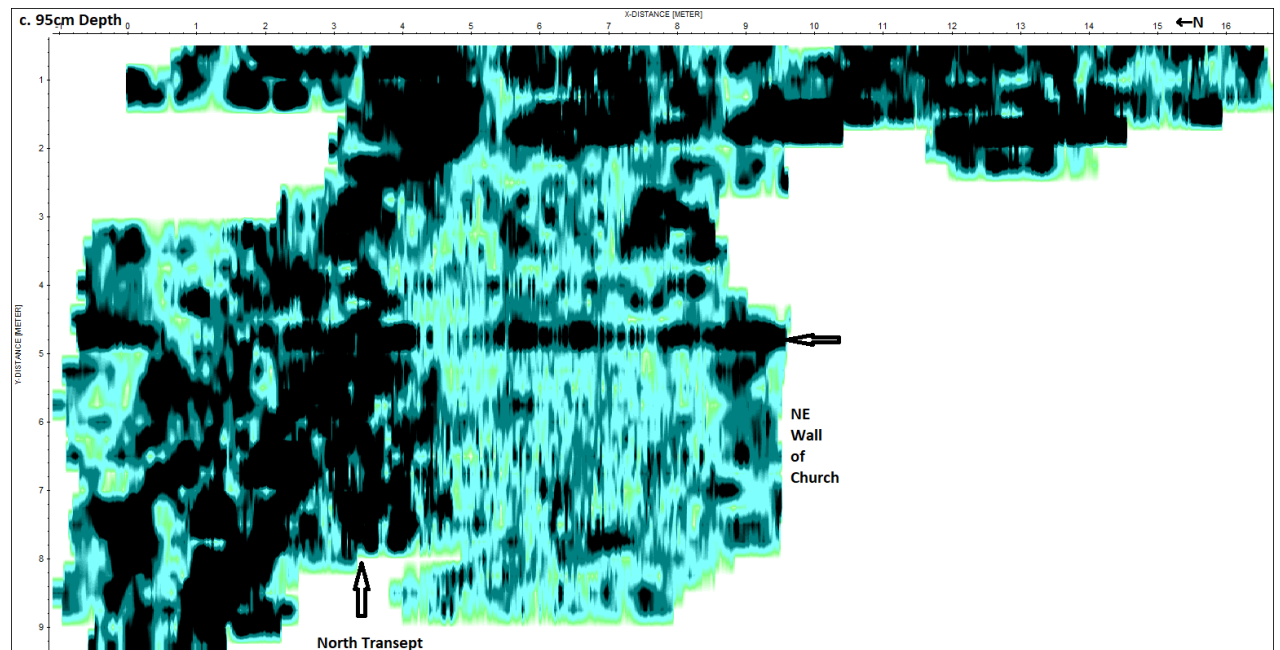 c. 95cm Depth
X-DISTANCE [METER]
←N
-1 0 1 2 3 4 5 6 7 8 9 10 11 12 13 14 15 16
Y-DISTANCE [METER]
1
2
3
4
5
6
7
8
9
NE
Wall
of
Church
North Transept